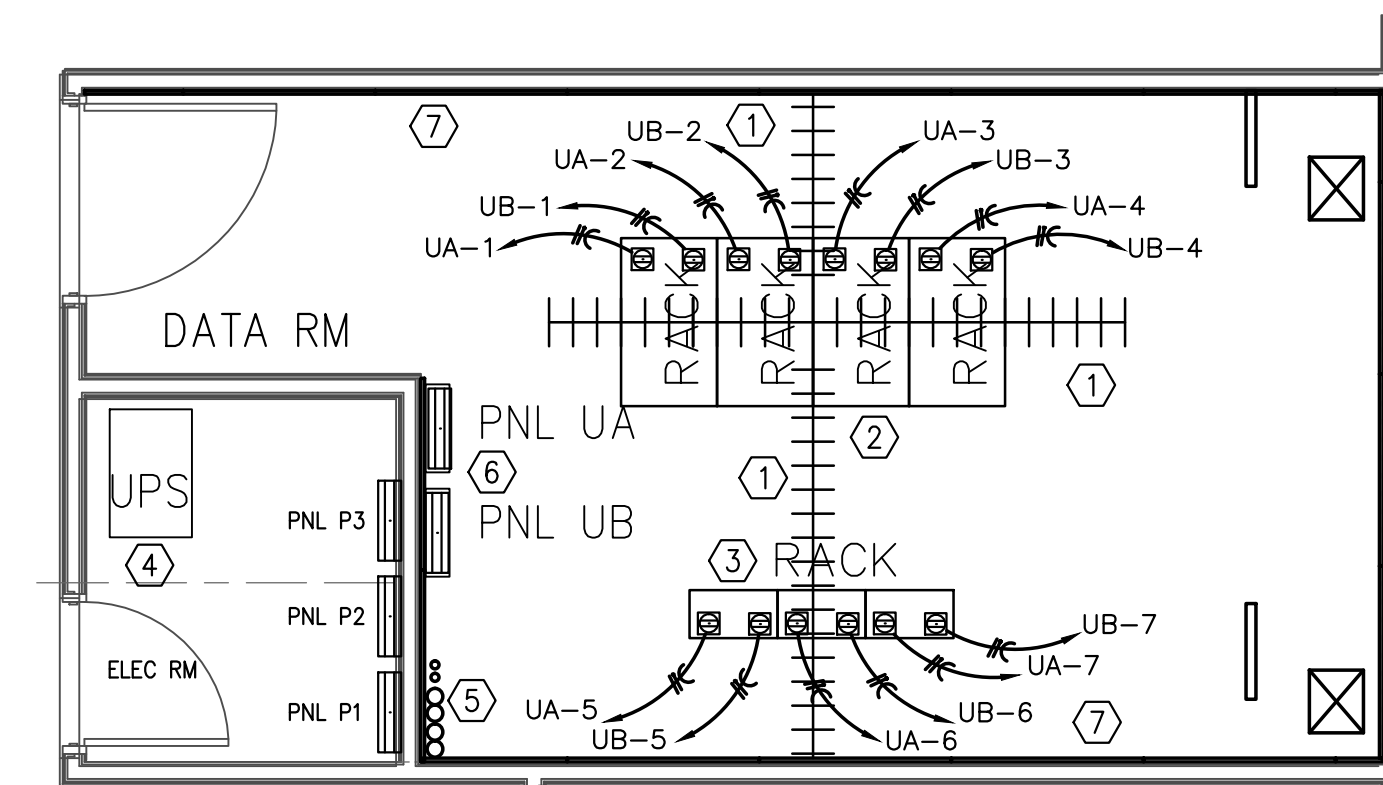 7
1
UB-2
UA-3
UA-2
UB-3
UB-1
UA-4
UA-1
UB-4
RACK
RACK
RACK
RACK
DATA RM
1
PNL UA
2
6
1
UPS
PNL P3
PNL UB
4
3
RACK
PNL P2
UB-7
UA-7
ELEC RM
5
PNL P1
UA-5
UB-6
7
UB-5
UA-6